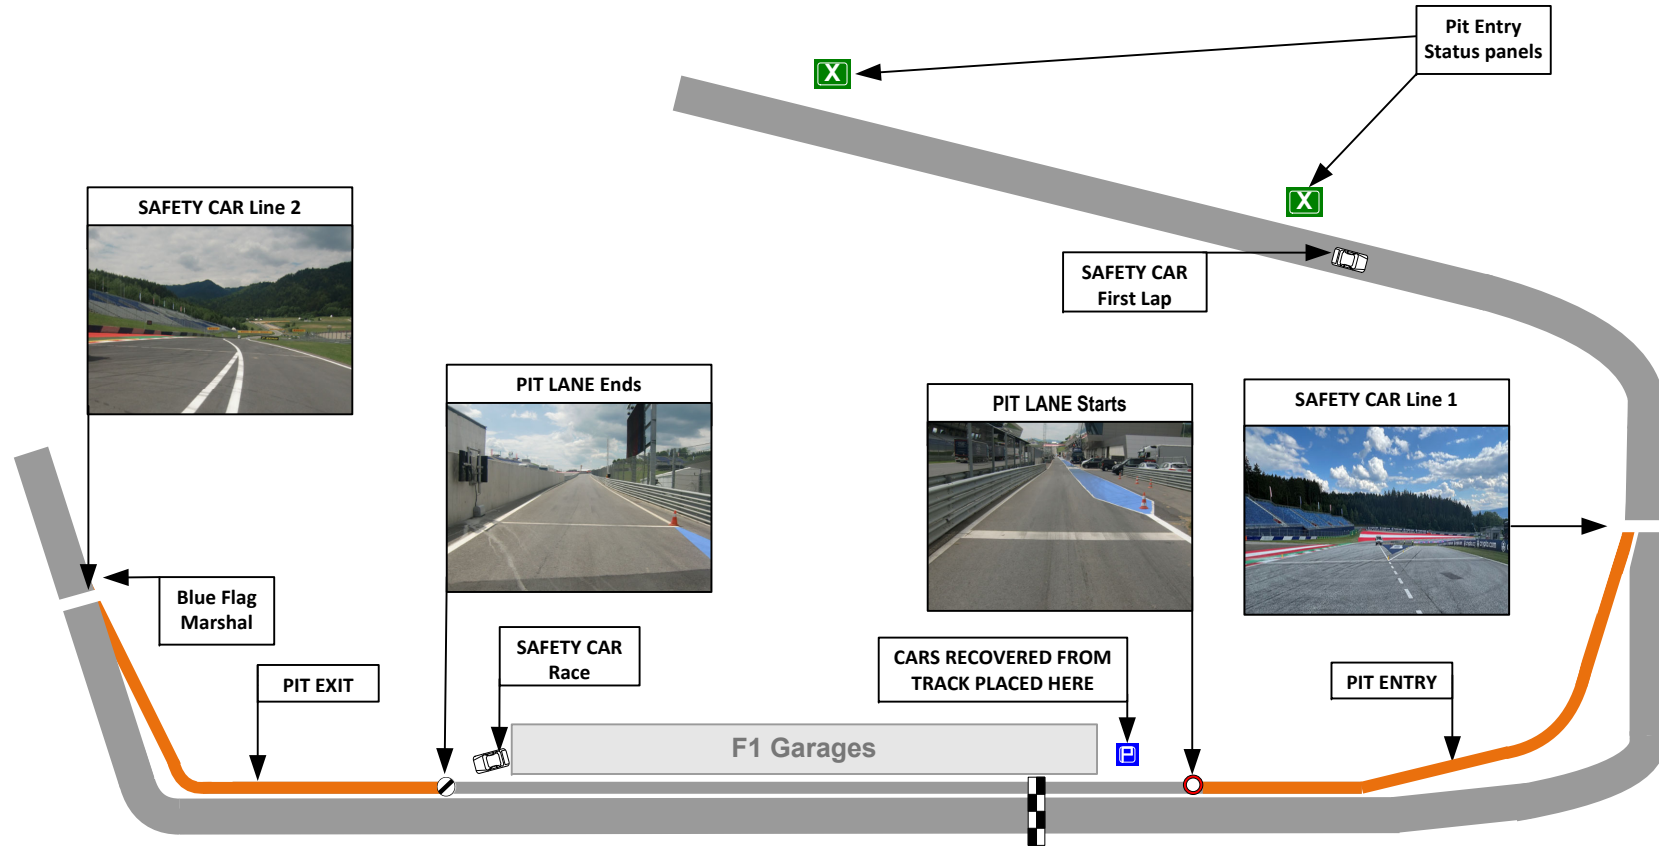 Pit Entry
Status panels
X
X
SAFETY CAR Line 2
SAFETY CAR
First Lap
PIT LANE Ends
PIT LANE Starts
SAFETY CAR Line 1
Blue Flag
Marshal
SAFETY CAR
Race
CARS RECOVERED FROM
TRACK PLACED HERE
PIT EXIT
PIT ENTRY
F1 Garages
P